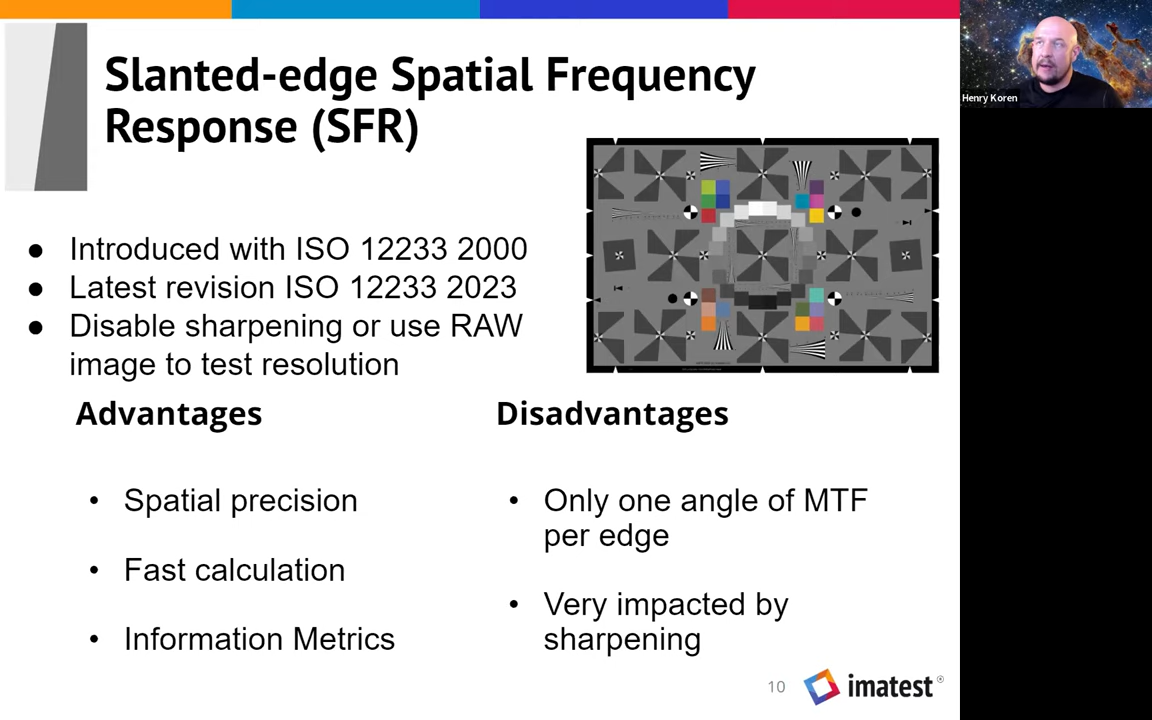 Slanted-edge Spatial Frequency
Response (SFR)
Henry Koren
● Introduced with ISO 12233 2000
● Latest revision ISO 12233 2023
● Disable sharpening or use RAW
image to test resolution
Advantages
• Spatial precision
• Fast calculation
• Information Metrics
Disadvantages
• Only one angle of MTF
per edge
• Very impacted by
sharpening
10
imatest®